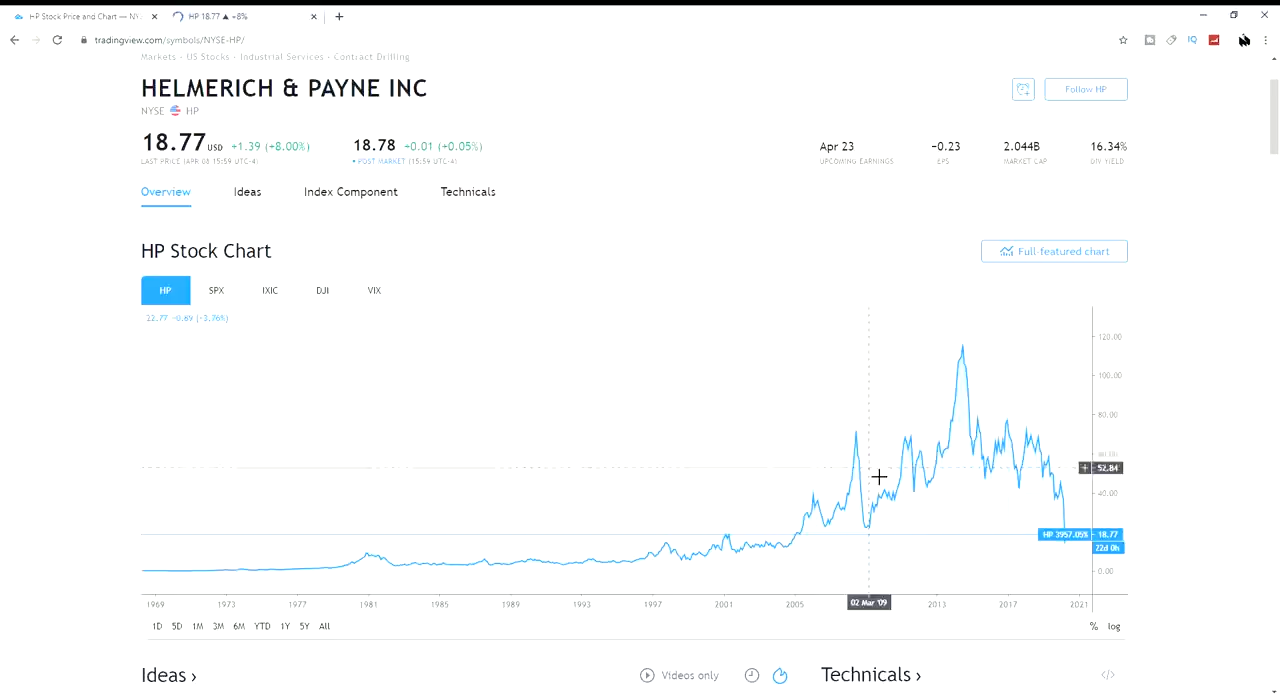 HP Stock Price and Chart — NY
HP 18.77 ▲ +8%
tradingview.com/symbols/NYSE-HP/
IQ
Markets · US Stocks · Industrial Services · Contract Drilling
HELMERICH & PAYNE INC
NYSE HP
Follow HP
18.77 USD +1.39 (+8.00%)
LAST PRICE (APR 08 15:59 UTC-4)
18.78 +0.01 (+0.05%)
• POST MARKET (15:59 UTC-4)
Apr 23 −0.23 2.044B 16.34%
UPCOMING EARNINGS EPS MARKET CAP DIV YIELD
Overview Ideas Index Component Technicals
HP Stock Chart
Full-featured chart
HP SPX IXIC DJI VIX
22.77 −0.89 (−3.76%)
120.00
100.00
80.00
60.00
+ 52.84
40.00
HP 3957.05% 18.77
22d 0h
0.00
1969 1973 1977 1981 1985 1989 1993 1997 2001 2005 02 Mar '09 2013 2017 2021
1D 5D 1M 3M 6M YTD 1Y 5Y All
% log
Ideas ›
Videos only
Technicals ›